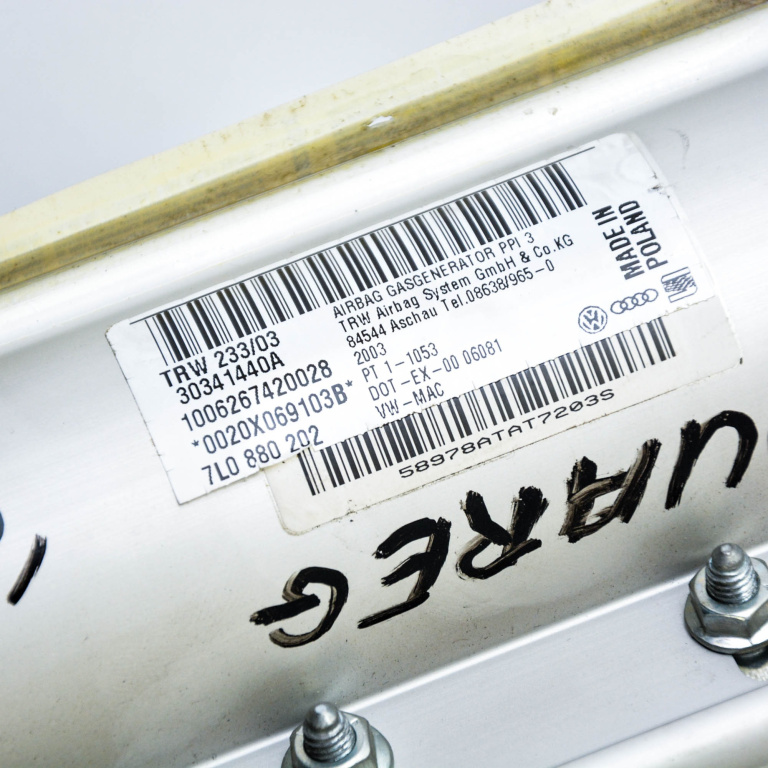 TRW 233/03
30341440A
1006267420028
*0020X069103B*
7L0 880 202
AIRBAG GASGENERATOR PPI 3
TRW Airbag System GmbH & Co.KG
84544 Aschau Tel.08638/965-0
2003
PT 1-1053
DOT-EX-00 06081
VW-MAC
MADE IN
POLAND
58978ATAT7203S
UAREG